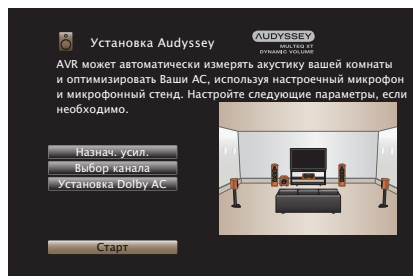 Установка Audyssey
AUDYSSEY
MULTEQ XT
DYNAMIC VOLUME
AVR может автоматически измерять акустику вашей комнаты
и оптимизировать Ваши АС, используя настроечный микрофон
и микрофонный стенд. Настройте следующие параметры, если
необходимо.
Назнач. усил.
Выбор канала
Установка Dolby АС
Старт